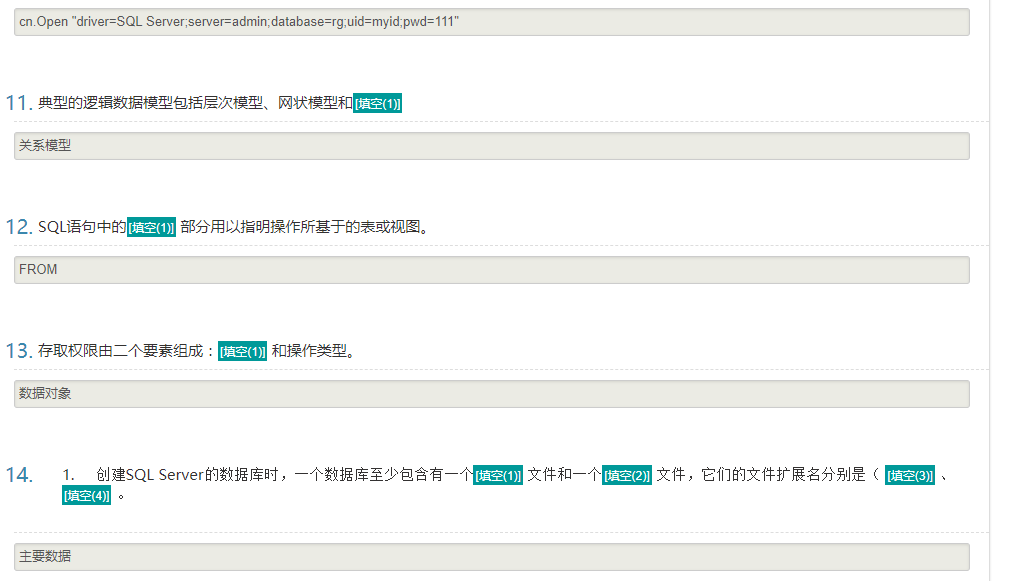 cn.Open "driver=SQL Server;server=admin;database=rg;uid=myid;pwd=111"
11. 典型的逻辑数据模型包括层次模型、网状模型和[填空(1)]
关系模型
12. SQL语句中的[填空(1)] 部分用以指明操作所基于的表或视图。
FROM
13. 存取权限由二个要素组成：[填空(1)] 和操作类型。
数据对象
14. 1. 创建SQL Server的数据库时，一个数据库至少包含有一个[填空(1)] 文件和一个[填空(2)] 文件，它们的文件扩展名分别是（ [填空(3)] 、
[填空(4)] 。
主要数据